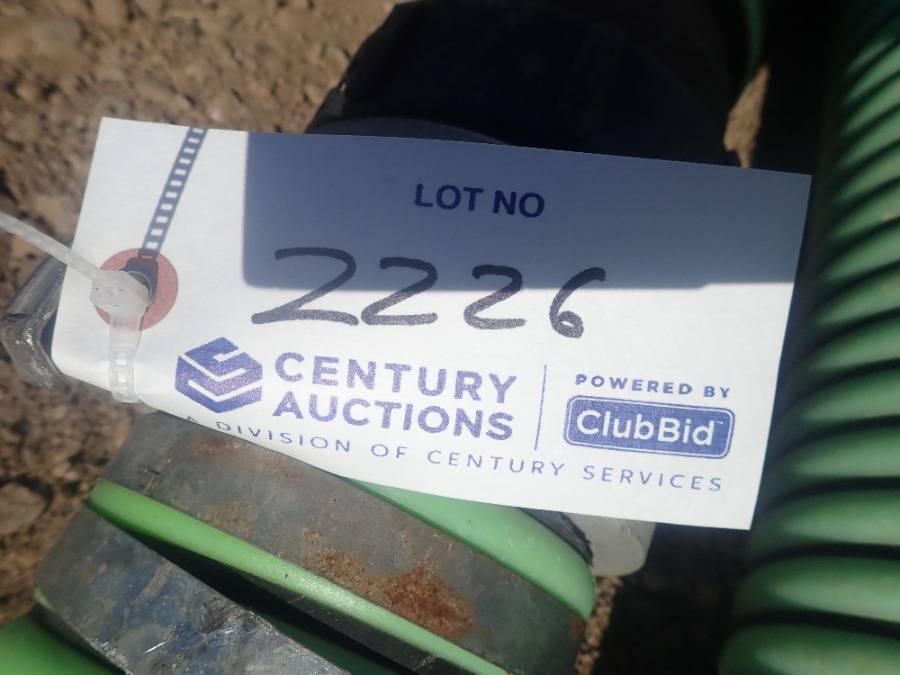 LOT NO
2226
CENTURY
AUCTIONS
A DIVISION OF CENTURY SERVICES
POWERED BY
ClubBid